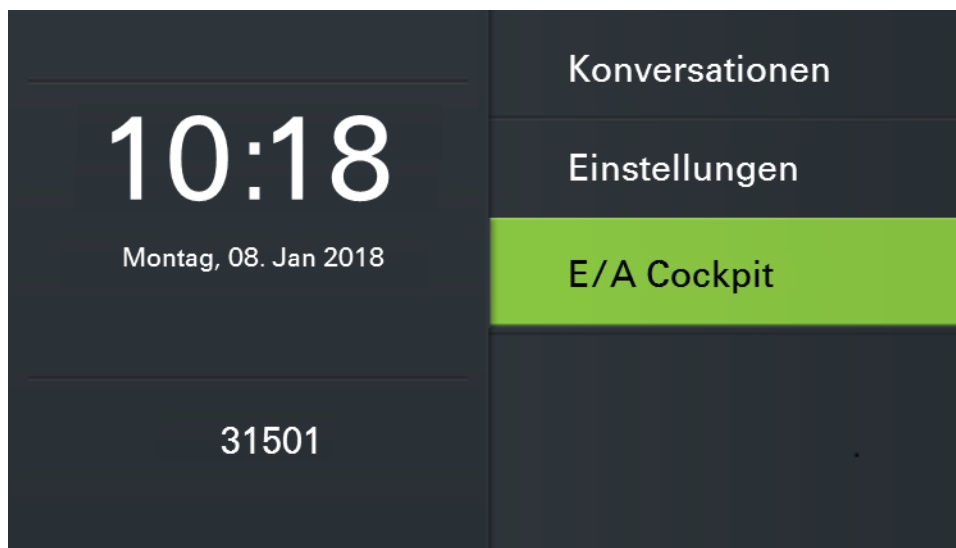 10:18
Montag, 08. Jan 2018
31501
Konversationen
Einstellungen
E/A Cockpit